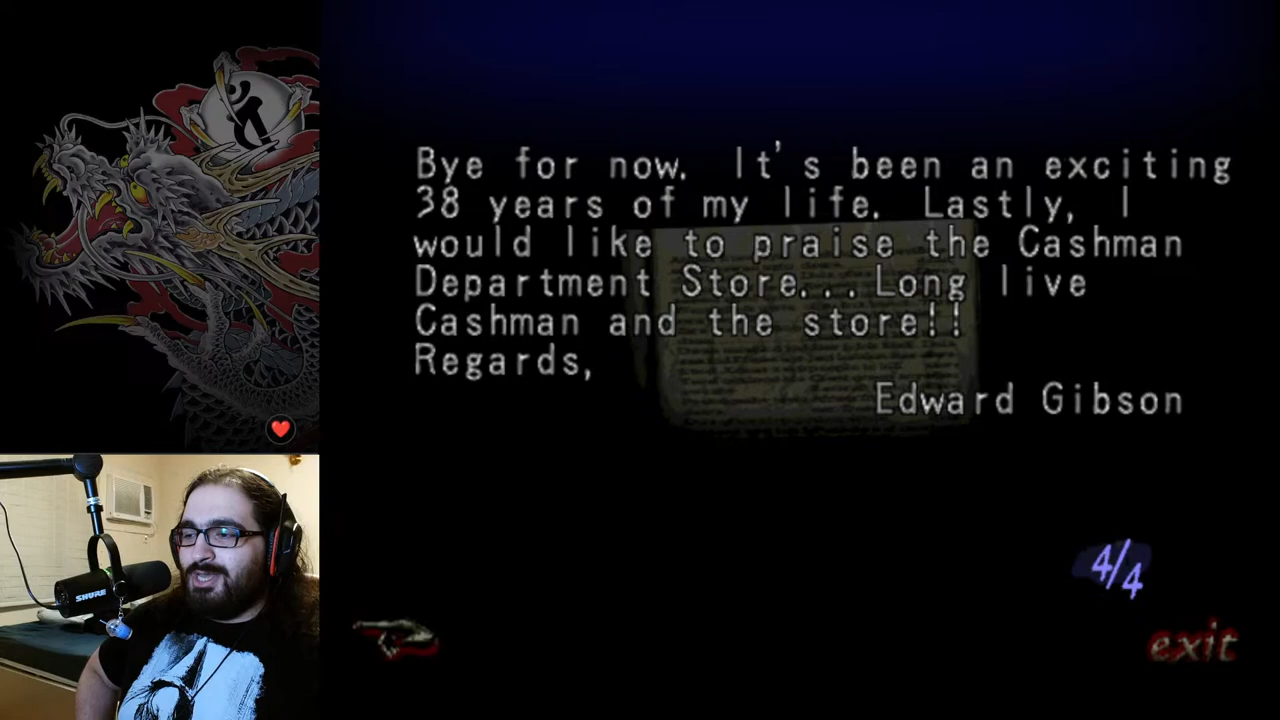 Bye for now. It's been an exciting
38 years of my life. Lastly, I
would like to praise the Cashman
Department Store...Long live
Cashman and the store!!
Regards,
Edward Gibson
4/4
exit
SHURE